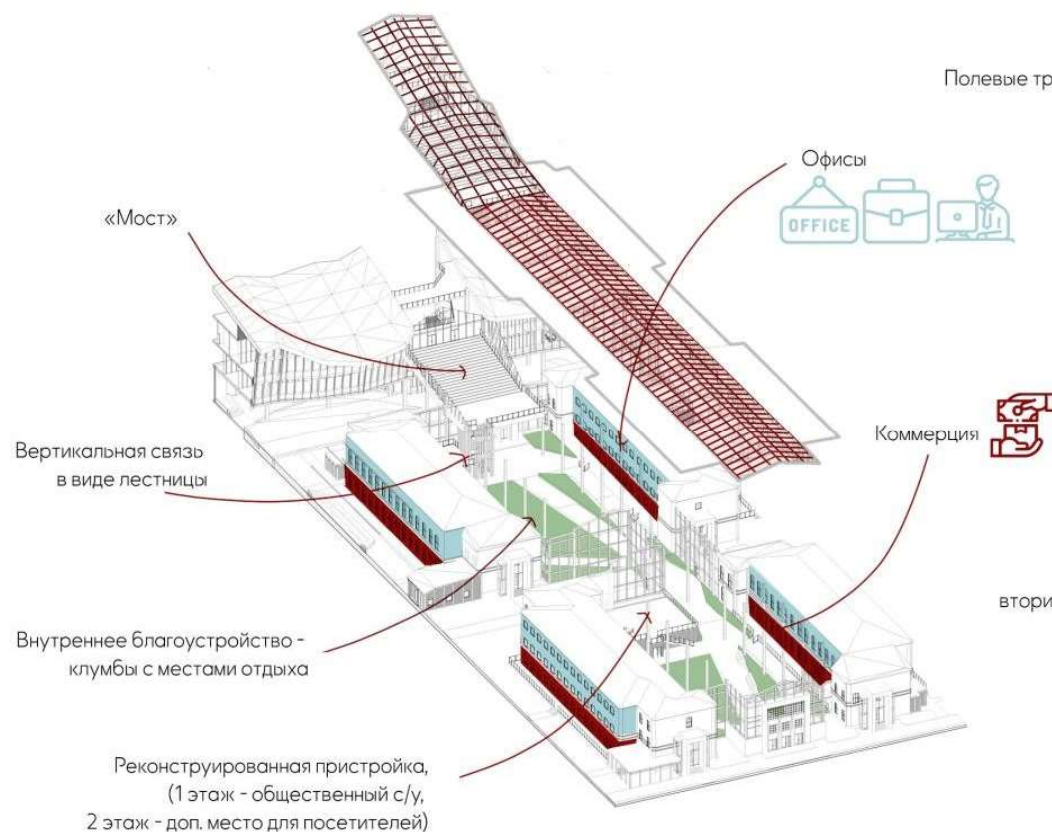 Полевые тр
Офисы
OFFICE
«Мост»
Коммерция
Вертикальная связь
в виде лестницы
втори
Внутреннее благоустройство -
клумбы с местами отдыха
Реконструированная пристройка,
(1 этаж - общественный с/у,
2 этаж - доп. место для посетителей)